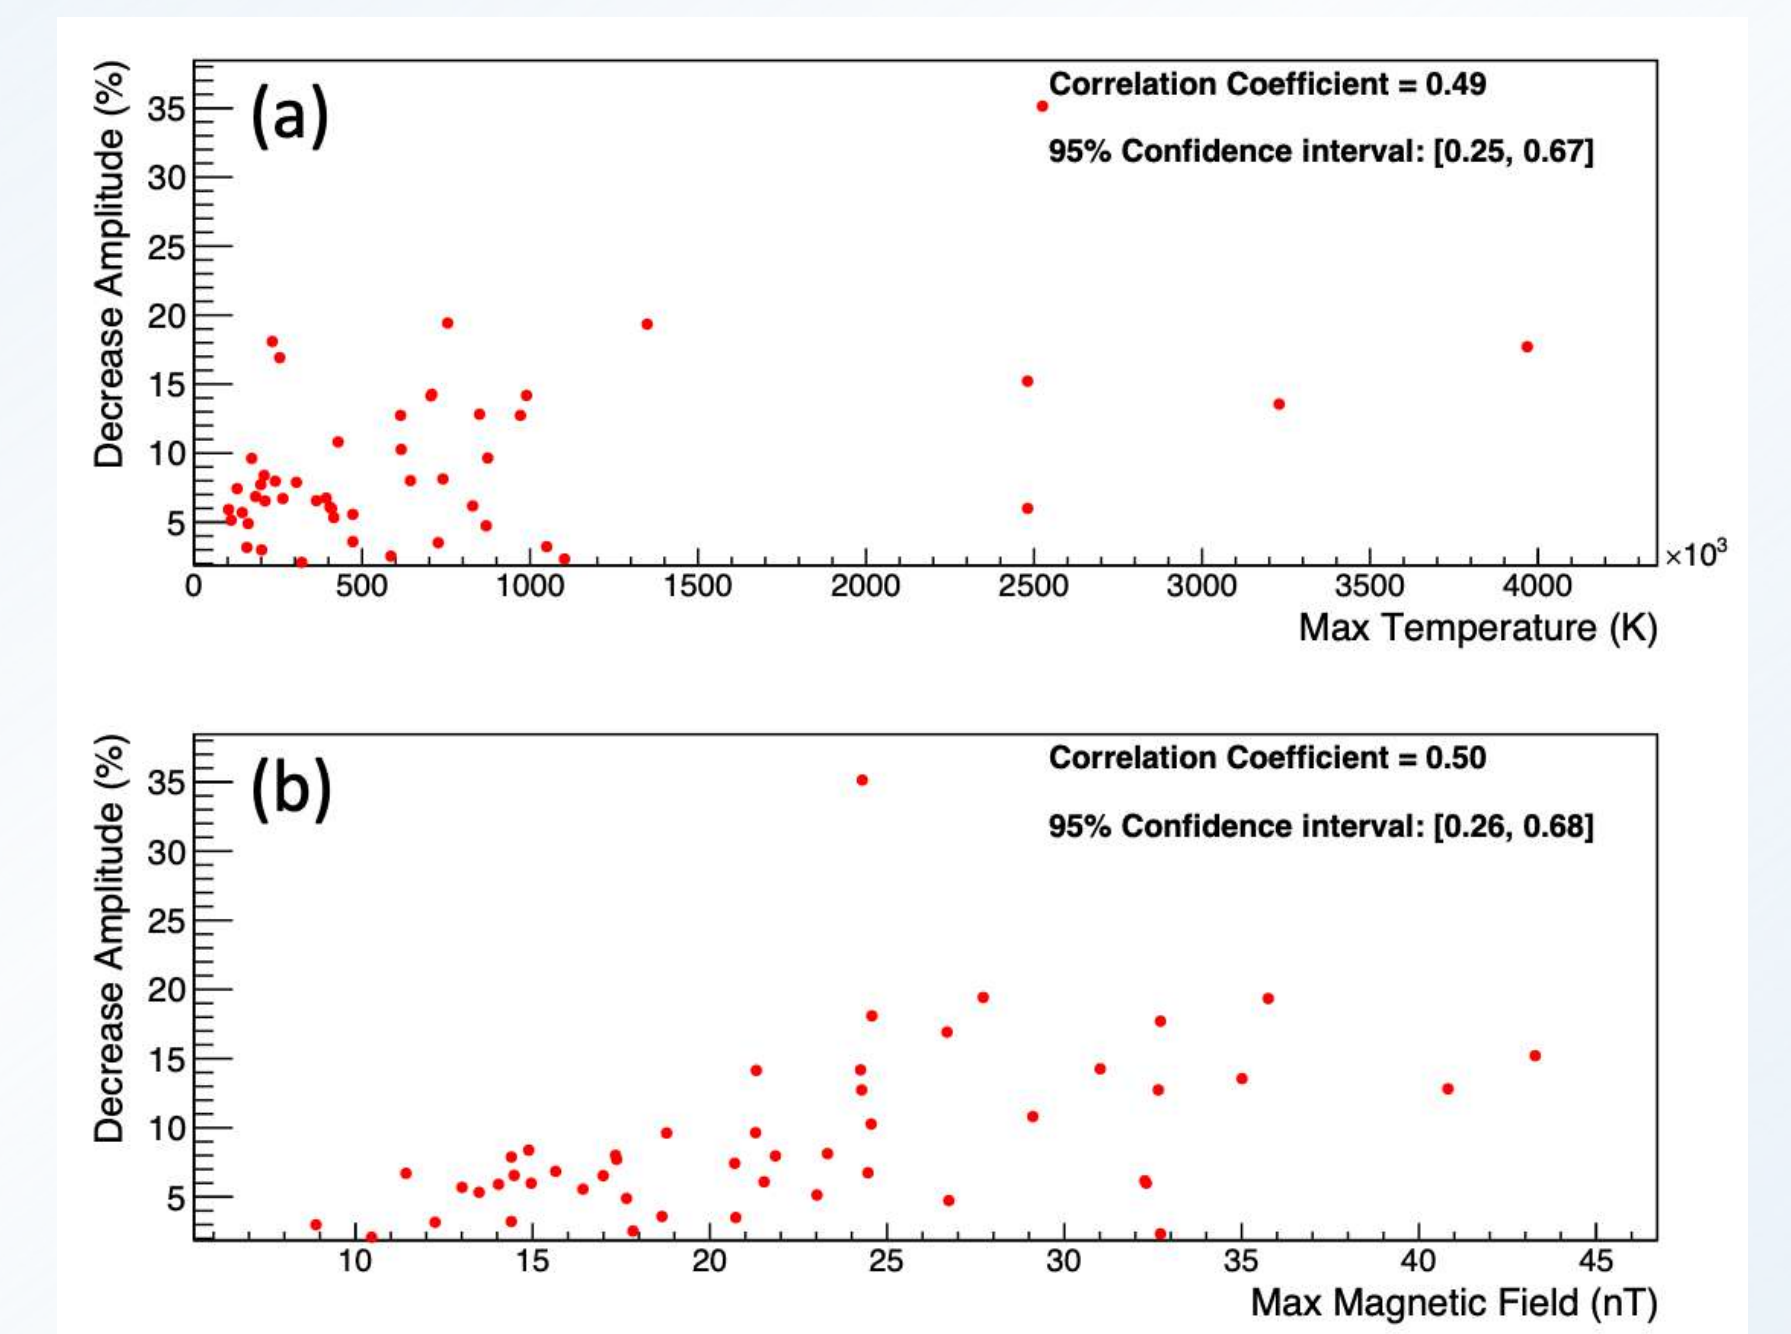 (a)
Decrease Amplitude (%)
Correlation Coefficient = 0.49
95% Confidence interval: [0.25, 0.67]
35
30
25
20
15
10
5
0 500 1000 1500 2000 2500 3000 3500 4000
×10³
Max Temperature (K)
(b)
Decrease Amplitude (%)
Correlation Coefficient = 0.50
95% Confidence interval: [0.26, 0.68]
35
30
25
20
15
10
5
10 15 20 25 30 35 40 45
Max Magnetic Field (nT)